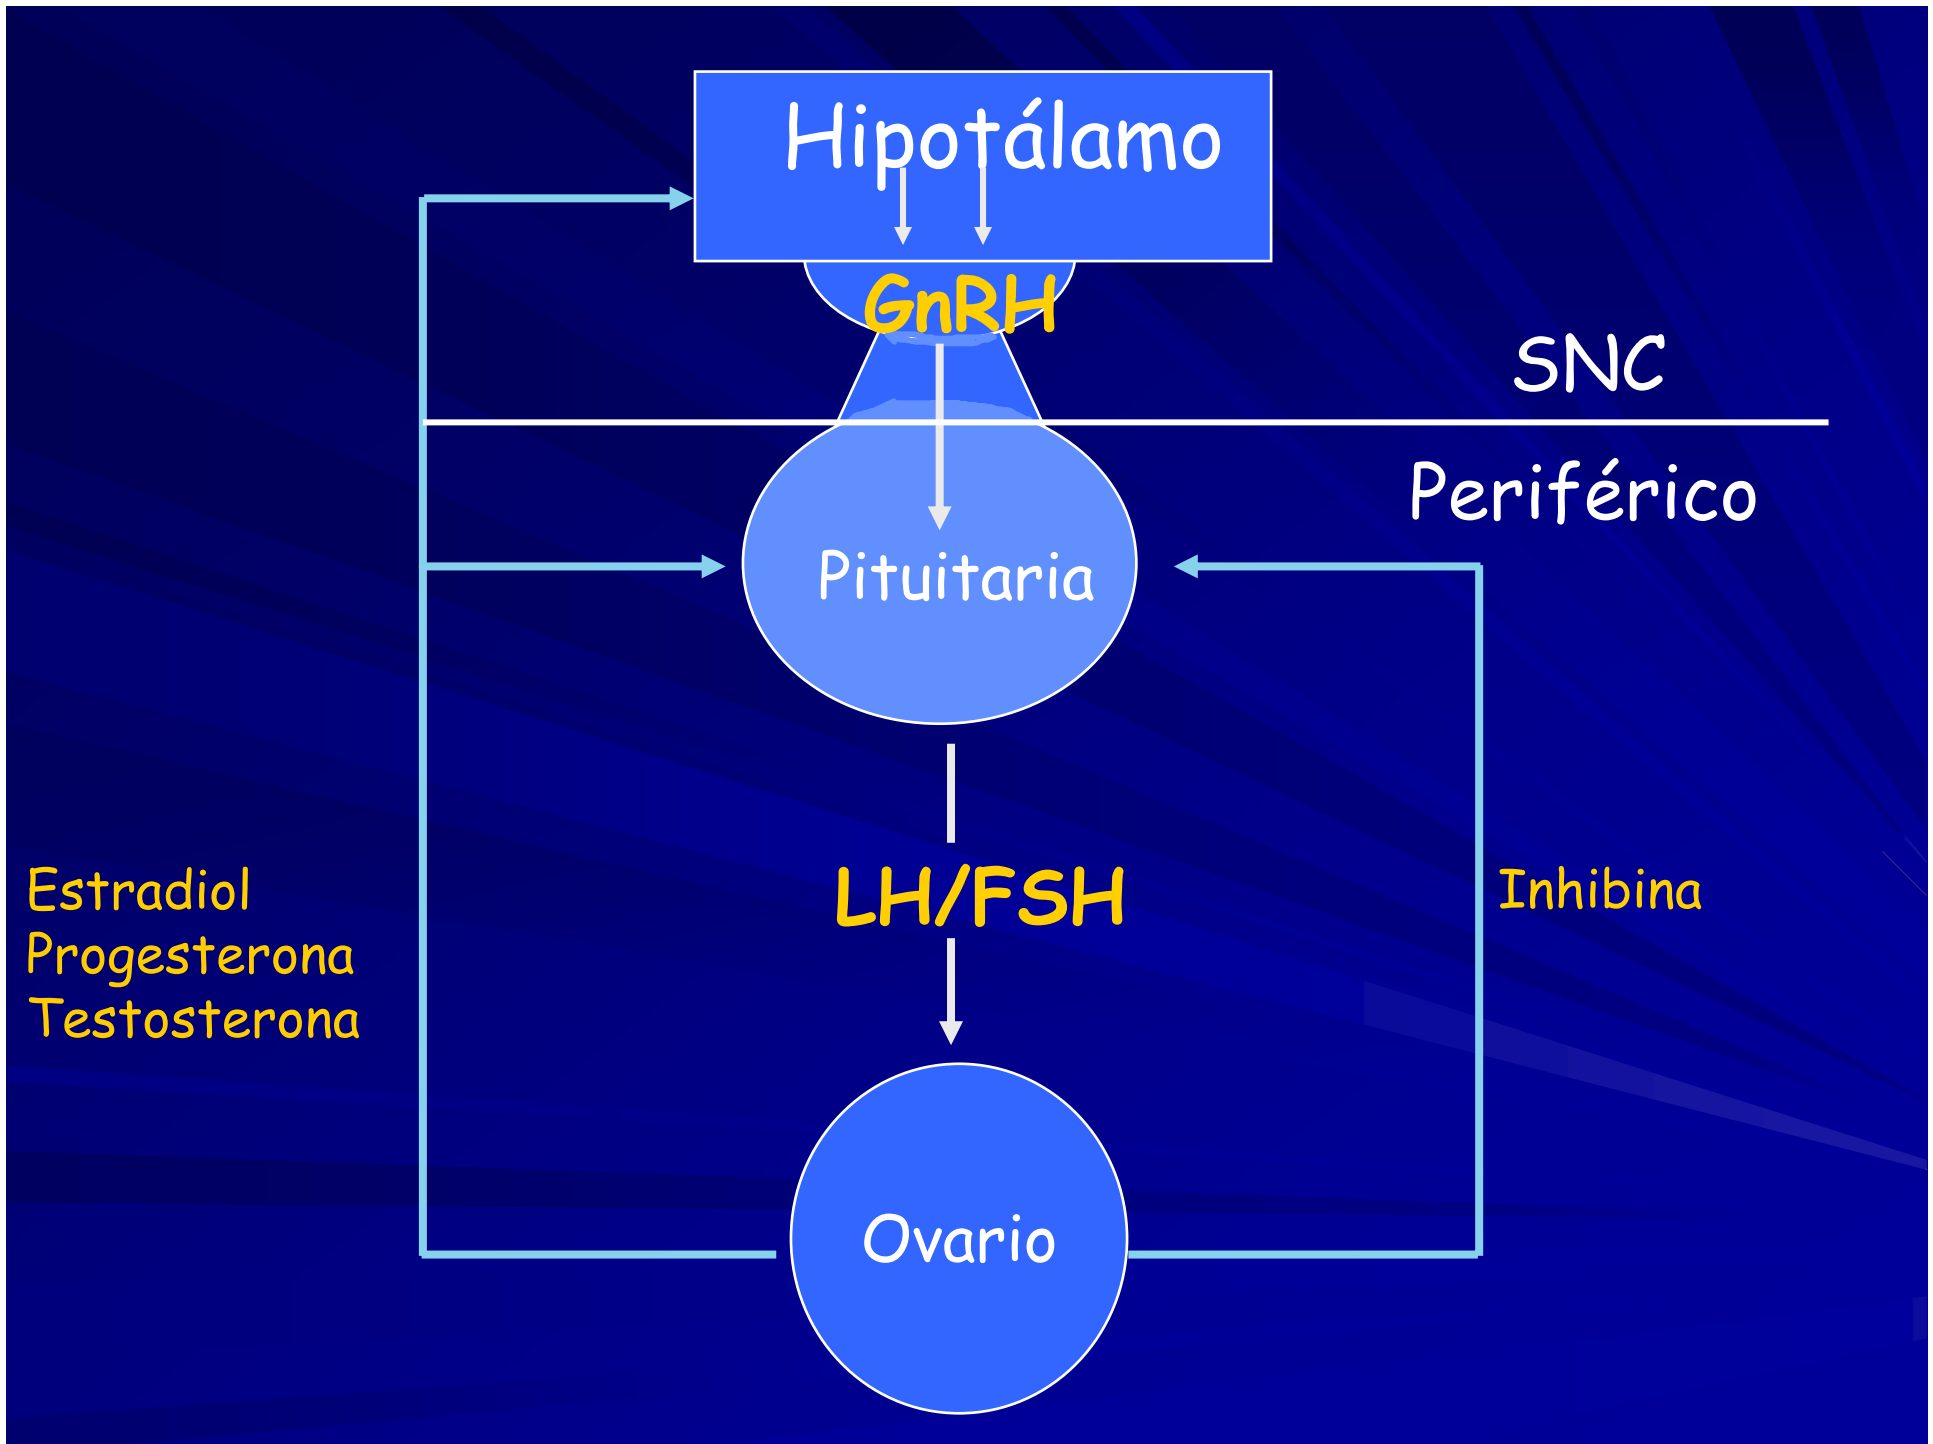 Hipotálamo
GnRH
SNC
Periférico
Pituitaria
LH/FSH
Estradiol
Progesterona
Testosterona
Inhibina
Ovario